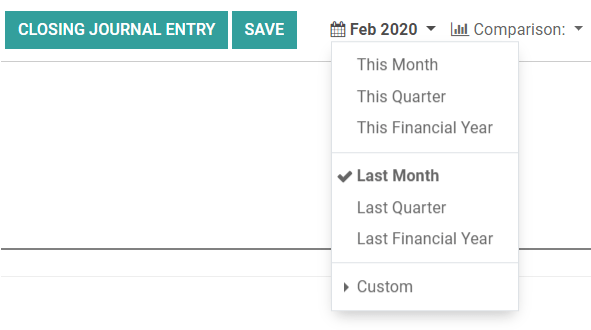 CLOSING JOURNAL ENTRY SAVE Feb 2020 Comparison:
This Month
This Quarter
This Financial Year
Last Month
Last Quarter
Last Financial Year
Custom